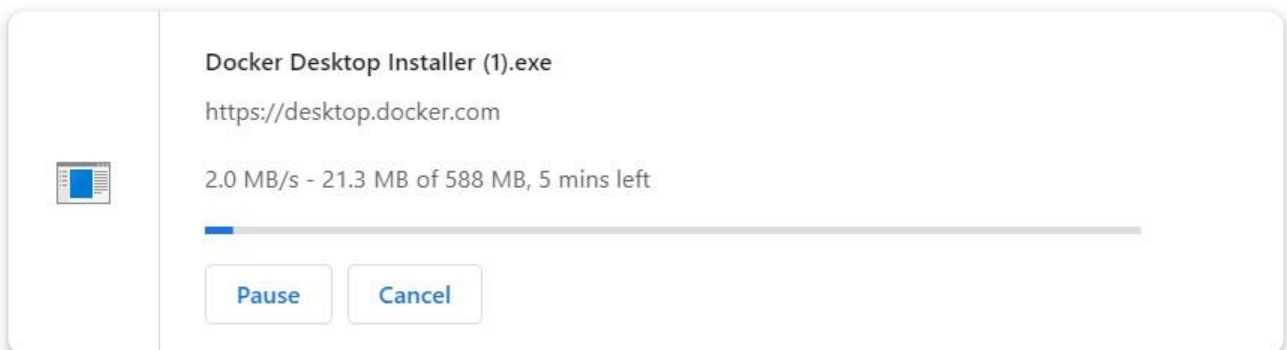 Docker Desktop Installer (1).exe
https://desktop.docker.com
2.0 MB/s - 21.3 MB of 588 MB, 5 mins left
Pause
Cancel